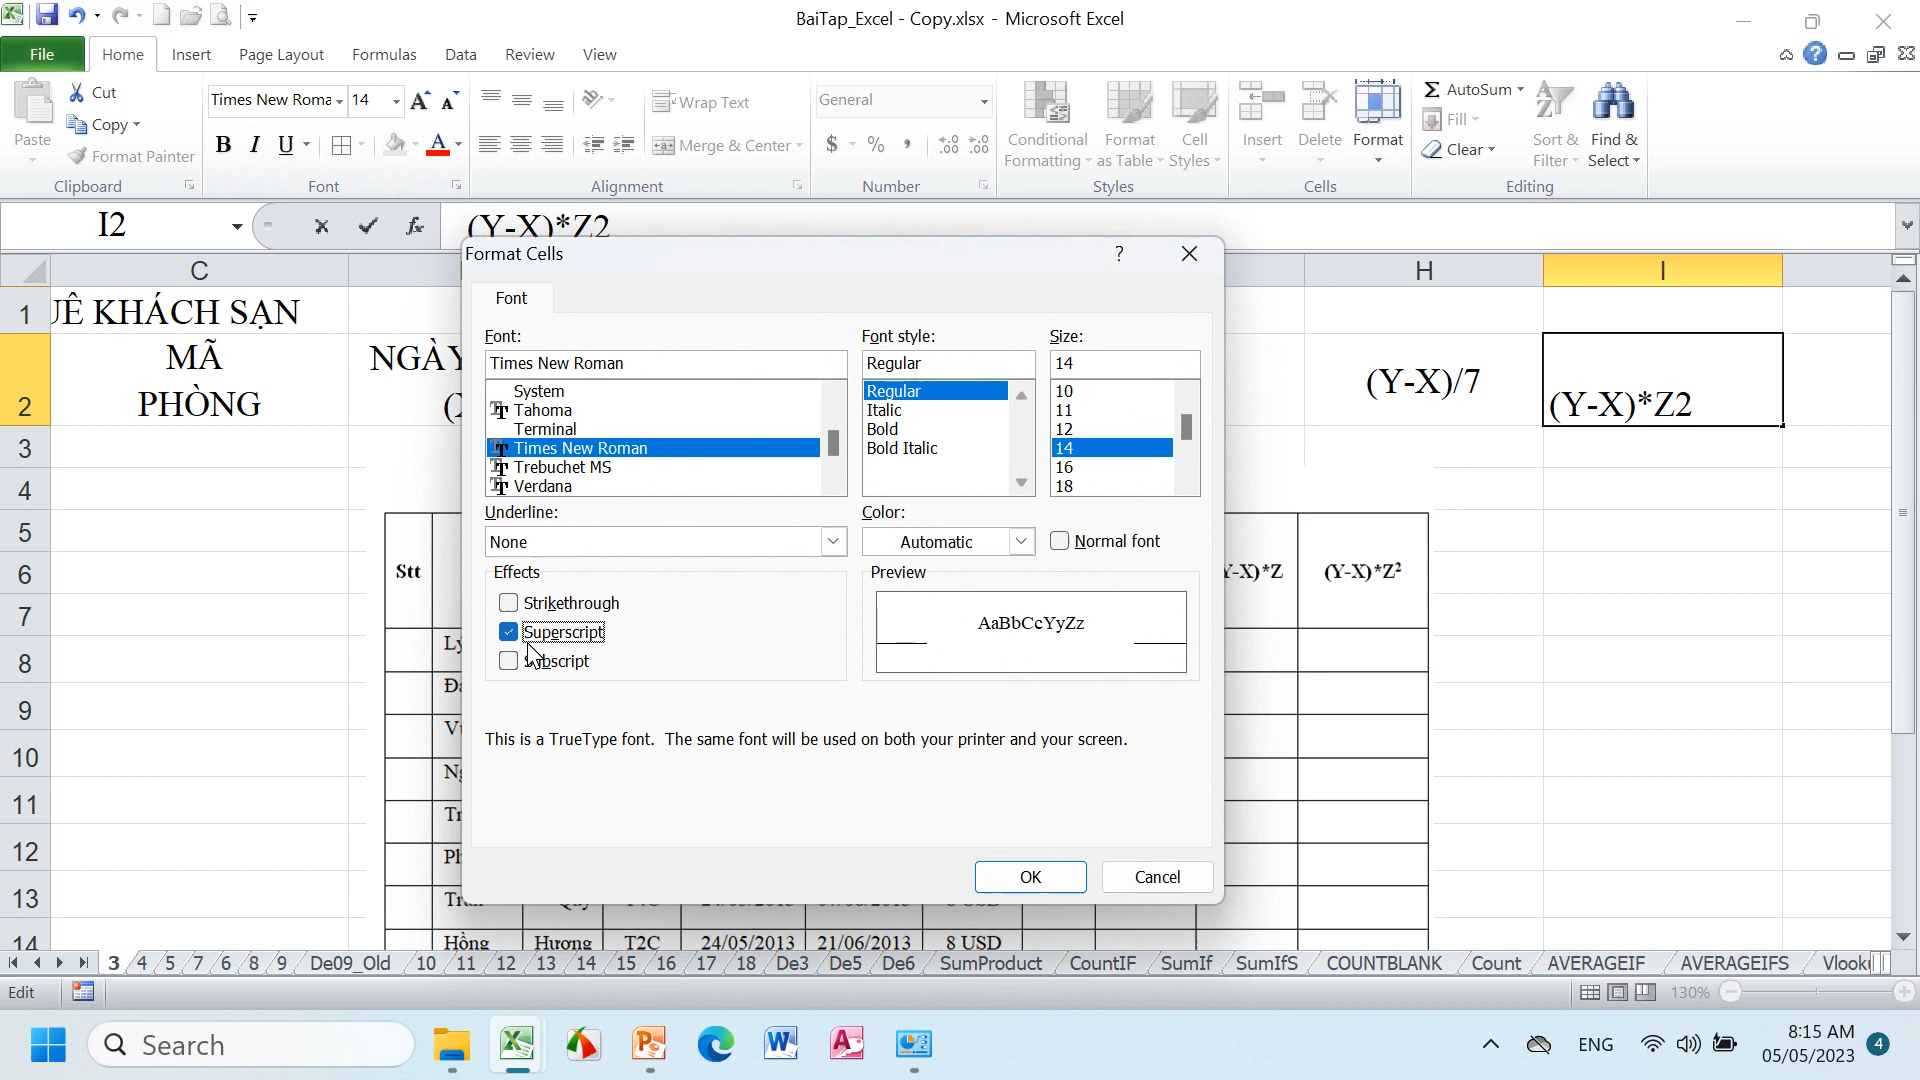 BaiTap_Excel - Copy.xlsx - Microsoft Excel
File Home Insert Page Layout Formulas Data Review View
Paste
Cut
Copy
Format Painter
Clipboard
Times New Roma 14
B I U
Font
Wrap Text
Merge & Center
Alignment
General
$ %
Number
Conditional Formatting
Format as Table
Cell Styles
Styles
Insert
Delete
Format
Cells
AutoSum
Fill
Clear
Sort & Filter
Find & Select
Editing
I2 fx (Y-X)*Z2
C H I
1 UÊ KHÁCH SẠN
2 MÃ PHÒNG NGÀY (Y-X)/7 (Y-X)*Z2
3
4
5
6
7
8
9
10
11
12
13
14
Stt Y-X)*Z (Y-X)*Z²
Hồng Hương T2C 24/05/2013 21/06/2013 8 USD
Format Cells
Font
Font:
Times New Roman
System
Tahoma
Terminal
Times New Roman
Trebuchet MS
Verdana
Font style:
Regular
Regular
Italic
Bold
Bold Italic
Size:
14
10
11
12
14
16
18
Underline:
None
Color:
Automatic
Normal font
Effects
Strikethrough
Superscript
Subscript
Preview
AaBbCcYyZz
This is a TrueType font. The same font will be used on both your printer and your screen.
OK Cancel
3 4 5 7 6 8 9 De09_Old 10 11 12 13 14 15 16 17 18 De3 De5 De6 SumProduct CountIF SumIf SumIfS COUNTBLANK Count AVERAGEIF AVERAGEIFS
Edit 130%
Search
ENG
8:15 AM
05/05/2023
4